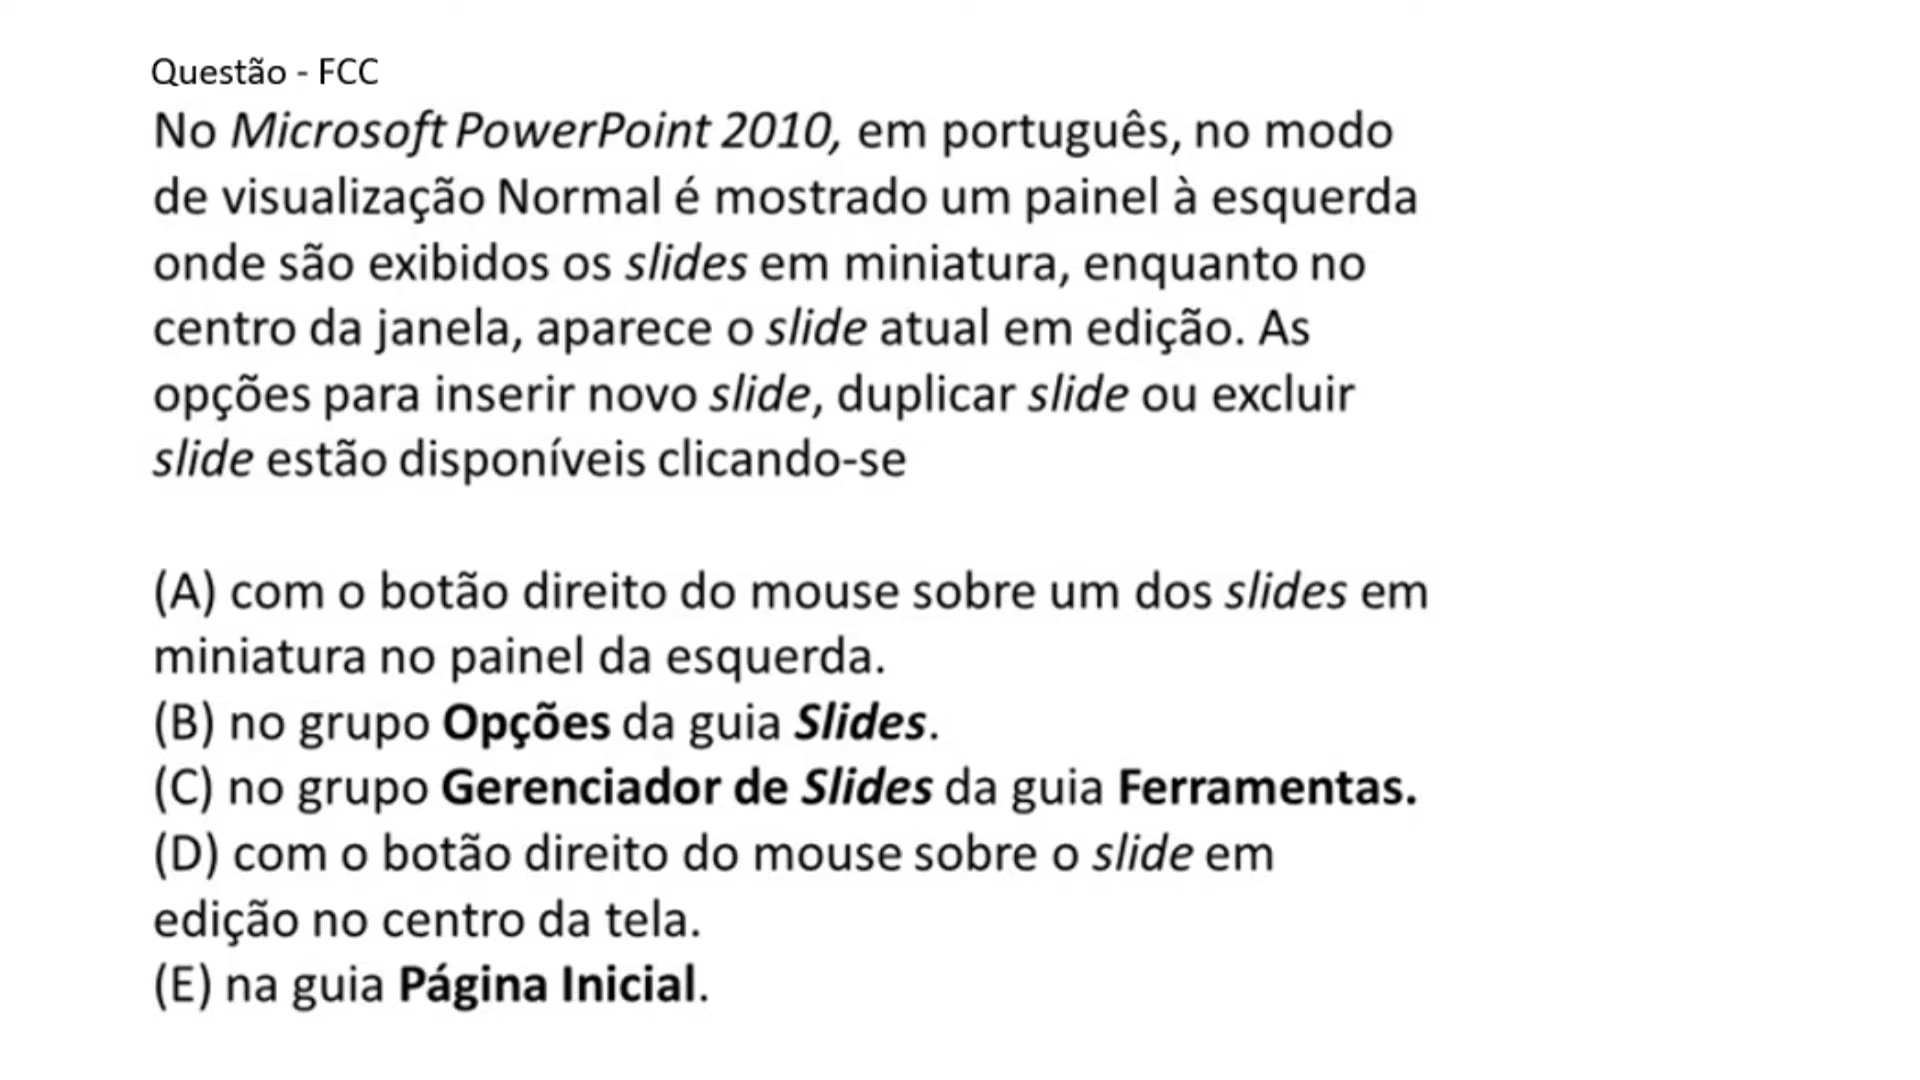 Questão - FCC
No Microsoft PowerPoint 2010, em português, no modo
de visualização Normal é mostrado um painel à esquerda
onde são exibidos os slides em miniatura, enquanto no
centro da janela, aparece o slide atual em edição. As
opções para inserir novo slide, duplicar slide ou excluir
slide estão disponíveis clicando-se
(A) com o botão direito do mouse sobre um dos slides em
miniatura no painel da esquerda.
(B) no grupo Opções da guia Slides.
(C) no grupo Gerenciador de Slides da guia Ferramentas.
(D) com o botão direito do mouse sobre o slide em
edição no centro da tela.
(E) na guia Página Inicial.